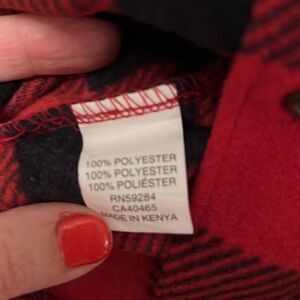 100% POLYESTER
100% POLYESTER
100% POLIÉSTER
RN59284
CA40465
MADE IN KENYA